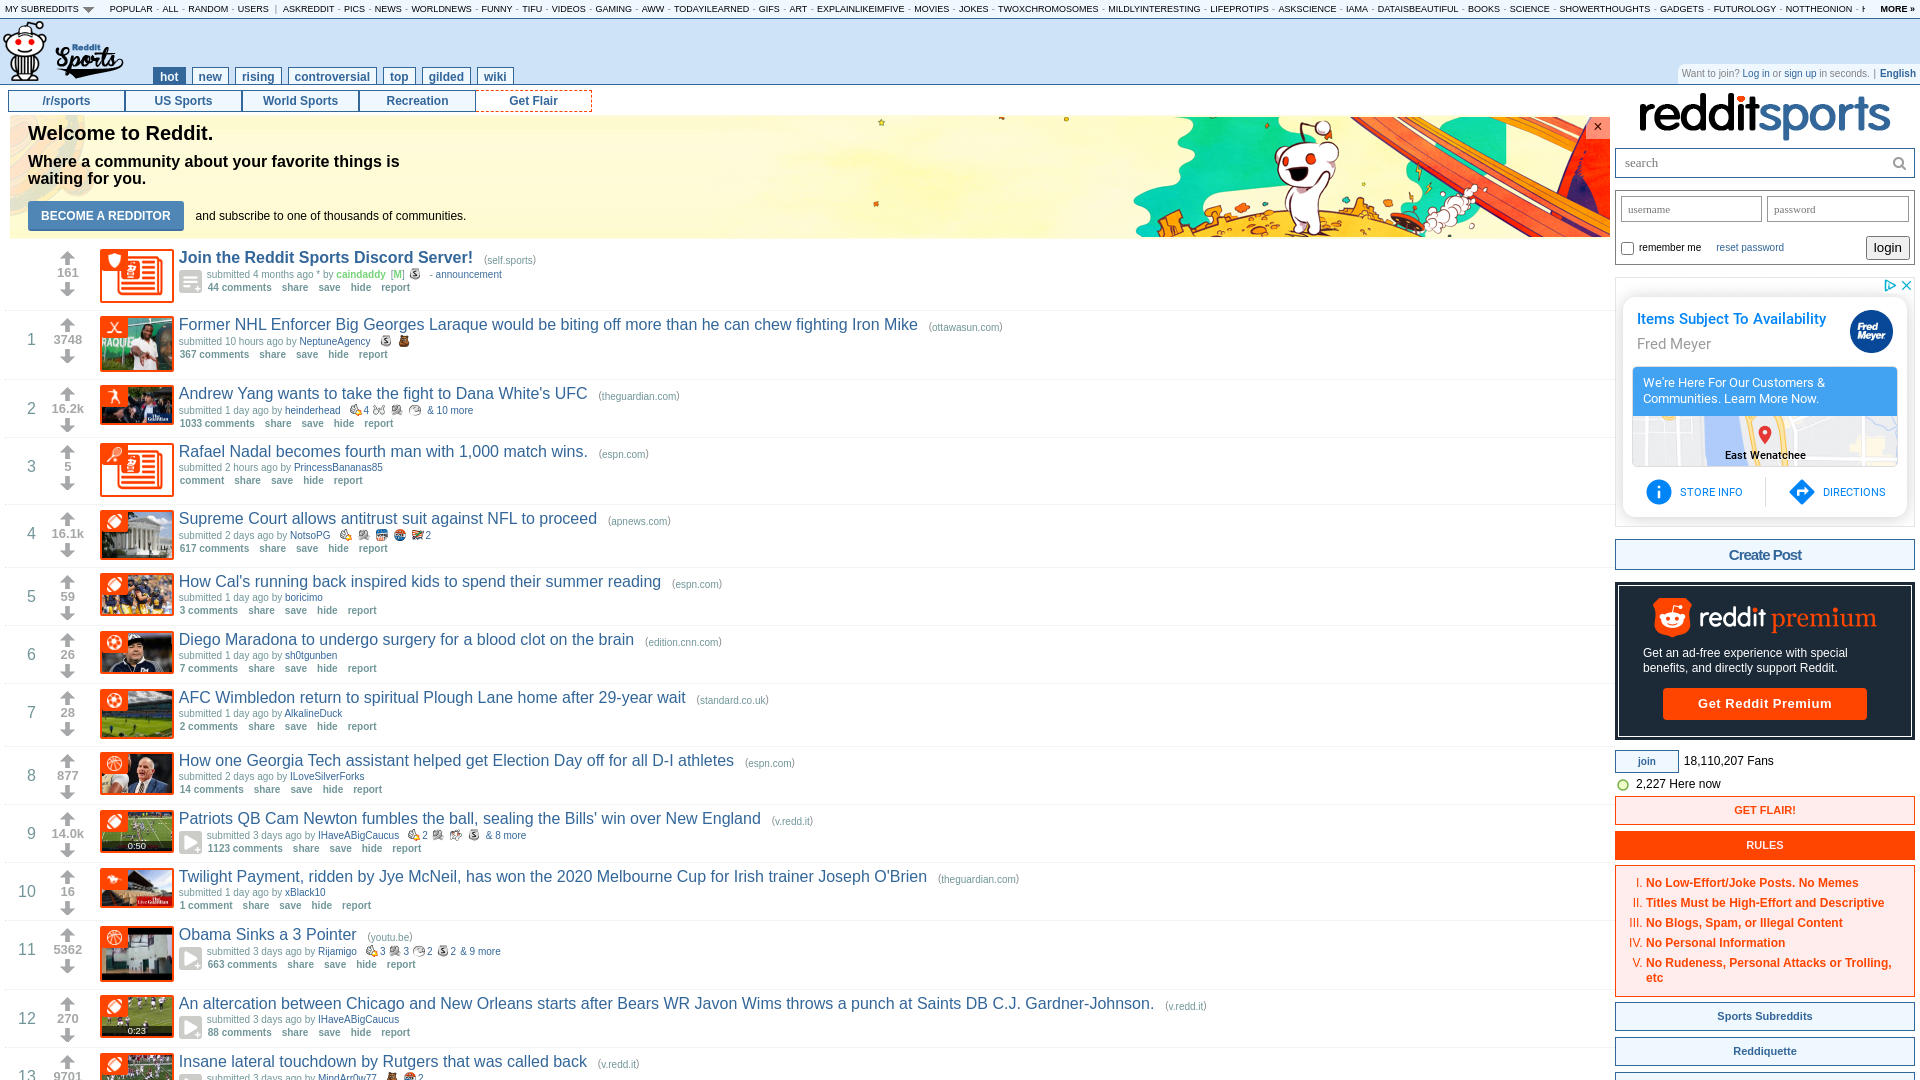 MY SUBREDDITS POPULAR - ALL - RANDOM - USERS | ASKREDDIT - PICS - NEWS - WORLDNEWS - FUNNY - TIFU - VIDEOS - GAMING - AWW - TODAYILEARNED - GIFS - ART - EXPLAINLIKEIMFIVE - MOVIES - JOKES - TWOXCHROMOSOMES - MILDLYINTERESTING - LIFEPROTIPS - ASKSCIENCE - IAMA - DATAISBEAUTIFUL - BOOKS - SCIENCE - SHOWERTHOUGHTS - GADGETS - FUTUROLOGY - NOTTHEONION - MORE »
Reddit
Sports
hot new rising controversial top gilded wiki
Want to join? Log in or sign up in seconds. | English
/r/sports US Sports World Sports Recreation Get Flair
Welcome to Reddit.
Where a community about your favorite things is
waiting for you.
BECOME A REDDITOR and subscribe to one of thousands of communities.
×
161
Join the Reddit Sports Discord Server! (self.sports)
submitted 4 months ago * by caindaddy [M] - announcement
44 comments share save hide report
1
3748
Former NHL Enforcer Big Georges Laraque would be biting off more than he can chew fighting Iron Mike (ottawasun.com)
submitted 10 hours ago by NeptuneAgency
367 comments share save hide report
2
16.2k
Andrew Yang wants to take the fight to Dana White's UFC (theguardian.com)
submitted 1 day ago by heinderhead 4 & 10 more
1033 comments share save hide report
3
5
Rafael Nadal becomes fourth man with 1,000 match wins. (espn.com)
submitted 2 hours ago by PrincessBananas85
comment share save hide report
4
16.1k
Supreme Court allows antitrust suit against NFL to proceed (apnews.com)
submitted 2 days ago by NotsoPG 2
617 comments share save hide report
5
59
How Cal's running back inspired kids to spend their summer reading (espn.com)
submitted 1 day ago by boricimo
3 comments share save hide report
6
26
Diego Maradona to undergo surgery for a blood clot on the brain (edition.cnn.com)
submitted 1 day ago by sh0tgunben
7 comments share save hide report
7
28
AFC Wimbledon return to spiritual Plough Lane home after 29-year wait (standard.co.uk)
submitted 1 day ago by AlkalineDuck
2 comments share save hide report
8
877
How one Georgia Tech assistant helped get Election Day off for all D-I athletes (espn.com)
submitted 2 days ago by ILoveSilverForks
14 comments share save hide report
9
14.0k
0:50
Patriots QB Cam Newton fumbles the ball, sealing the Bills' win over New England (v.redd.it)
submitted 3 days ago by IHaveABigCaucus 2 & 8 more
1123 comments share save hide report
10
16
Twilight Payment, ridden by Jye McNeil, has won the 2020 Melbourne Cup for Irish trainer Joseph O'Brien (theguardian.com)
submitted 1 day ago by xBlack10
1 comment share save hide report
11
5362
Obama Sinks a 3 Pointer (youtu.be)
submitted 3 days ago by Rijamigo 3 3 2 2 & 9 more
663 comments share save hide report
12
270
0:23
An altercation between Chicago and New Orleans starts after Bears WR Javon Wims throws a punch at Saints DB C.J. Gardner-Johnson. (v.redd.it)
submitted 3 days ago by IHaveABigCaucus
88 comments share save hide report
13
9701
Insane lateral touchdown by Rutgers that was called back (v.redd.it)
submitted 3 days ago by MindArr0w77 2
redditsports
search
username password
remember me reset password login
Items Subject To Availability
Fred Meyer
Fred Meyer
We're Here For Our Customers &
Communities. Learn More Now.
East Wenatchee
STORE INFO DIRECTIONS
Create Post
reddit premium
Get an ad-free experience with special
benefits, and directly support Reddit.
Get Reddit Premium
join 18,110,207 Fans
2,227 Here now
GET FLAIR!
RULES
I. No Low-Effort/Joke Posts. No Memes
II. Titles Must be High-Effort and Descriptive
III. No Blogs, Spam, or Illegal Content
IV. No Personal Information
V. No Rudeness, Personal Attacks or Trolling,
etc
Sports Subreddits
Reddiquette